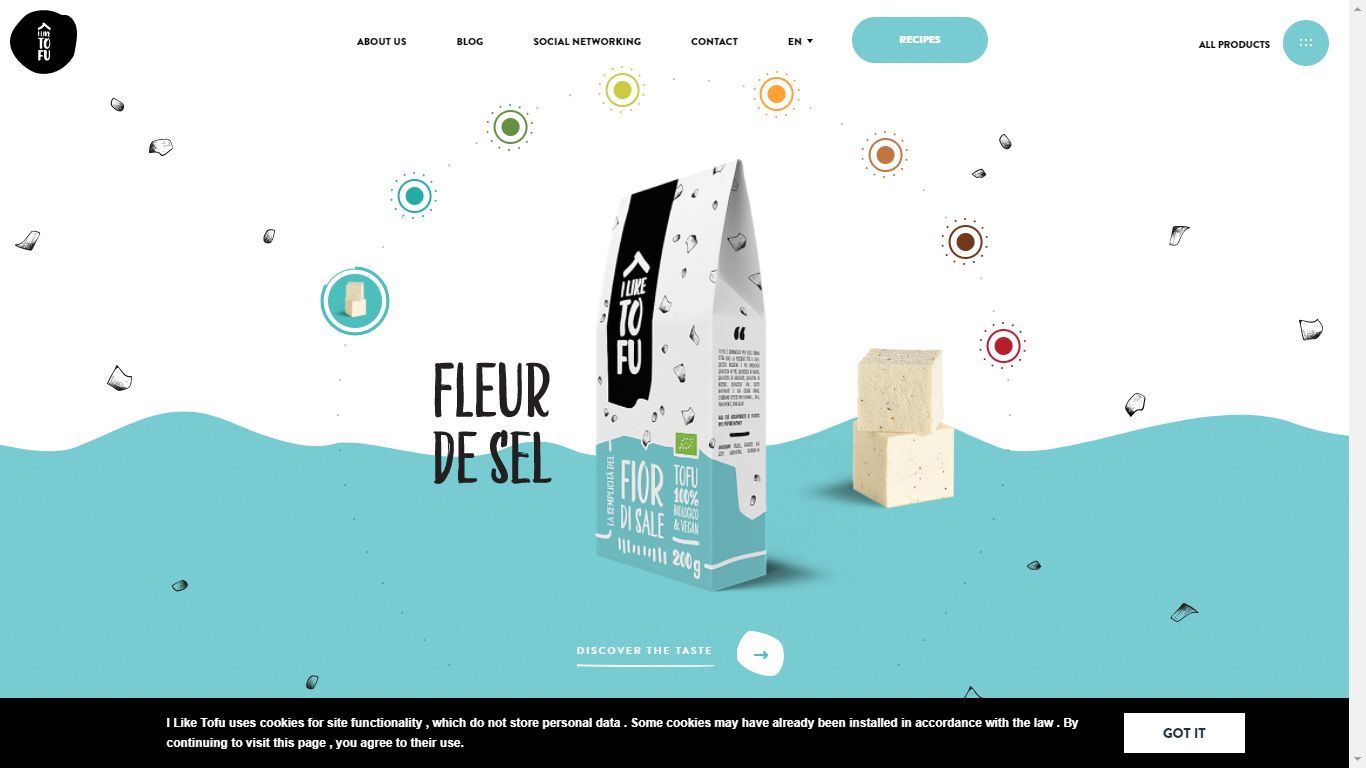 I LIKE
TO
FU
ABOUT US
BLOG
SOCIAL NETWORKING
CONTACT
EN
RECIPES
ALL PRODUCTS
I LIKE
TO
FU
FLEUR
DE SEL
LA SEMPLICITÀ DEL
FIOR
DI SALE
TOFU
100%
BIOLOGICO
& VEGAN
200g
DISCOVER THE TASTE
I Like Tofu uses cookies for site functionality , which do not store personal data . Some cookies may have already been installed in accordance with the law . By
continuing to visit this page , you agree to their use.
GOT IT